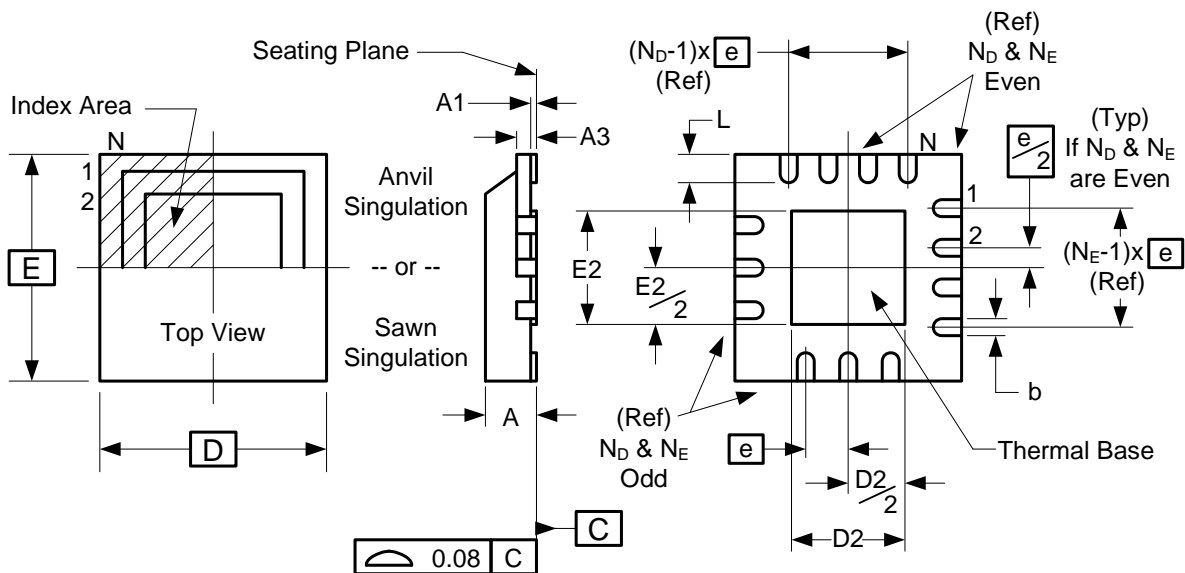 Seating Plane
Index Area
N
1
2
E
Top View
D
A1
A3
Anvil
Singulation
-- or --
Sawn
Singulation
A
C
0.08 C
(N_D-1)x e
(Ref)
L
(Ref)
N_D & N_E
Even
N
e/2
(Typ)
If N_D & N_E
are Even
1
2
(N_E-1)x e
(Ref)
E2
E2/2
b
(Ref)
N_D & N_E
Odd
e
Thermal Base
D2/2
D2